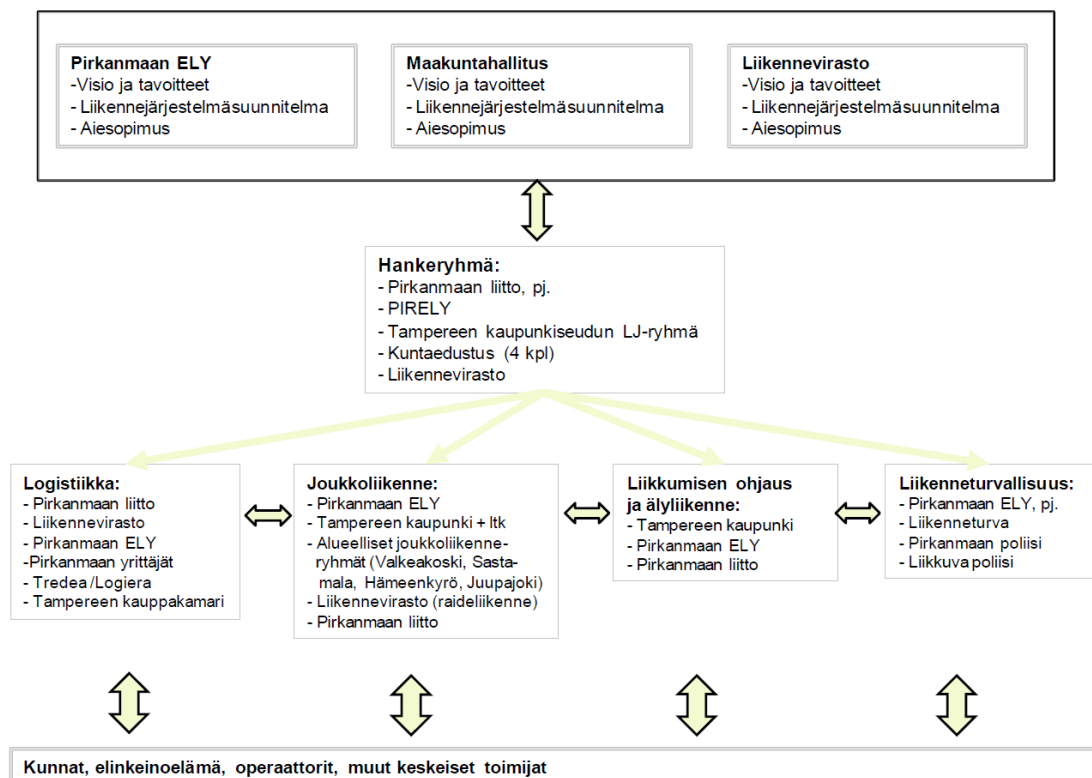 Pirkanmaan ELY
-Visio ja tavoitteet
- Liikennejärjestelmäsuunnitelma
- Aiesopimus
Maakuntahallitus
-Visio ja tavoitteet
- Liikennejärjestelmäsuunnitelma
- Aiesopimus
Liikennevirasto
-Visio ja tavoitteet
- Liikennejärjestelmäsuunnitelma
- Aiesopimus
Hankeryhmä:
- Pirkanmaan liitto, pj.
- PIRELY
- Tampereen kaupunkiseudun LJ-ryhmä
- Kuntaedustus (4 kpl)
- Liikennevirasto
Logistiikka:
- Pirkanmaan liitto
- Liikennevirasto
- Pirkanmaan ELY
-Pirkanmaan yrittäjät
- Tredea /Logiera
- Tampereen kauppakamari
Joukkoliikenne:
- Pirkanmaan ELY
- Tampereen kaupunki + ltk
- Alueelliset joukkoliikenne-
ryhmät (Valkeakoski, Sasta-
mala, Hämeenkyrö, Juupajoki)
- Liikennevirasto (raideliikenne)
- Pirkanmaan liitto
Liikkumisen ohjaus
ja älyliikenne:
- Tampereen kaupunki
- Pirkanmaan ELY
- Pirkanmaan liitto
Liikenneturvallisuus:
- Pirkanmaan ELY, pj.
- Liikenneturva
- Pirkanmaan poliisi
- Liikkuva poliisi
Kunnat, elinkeinoelämä, operaattorit, muut keskeiset toimijat